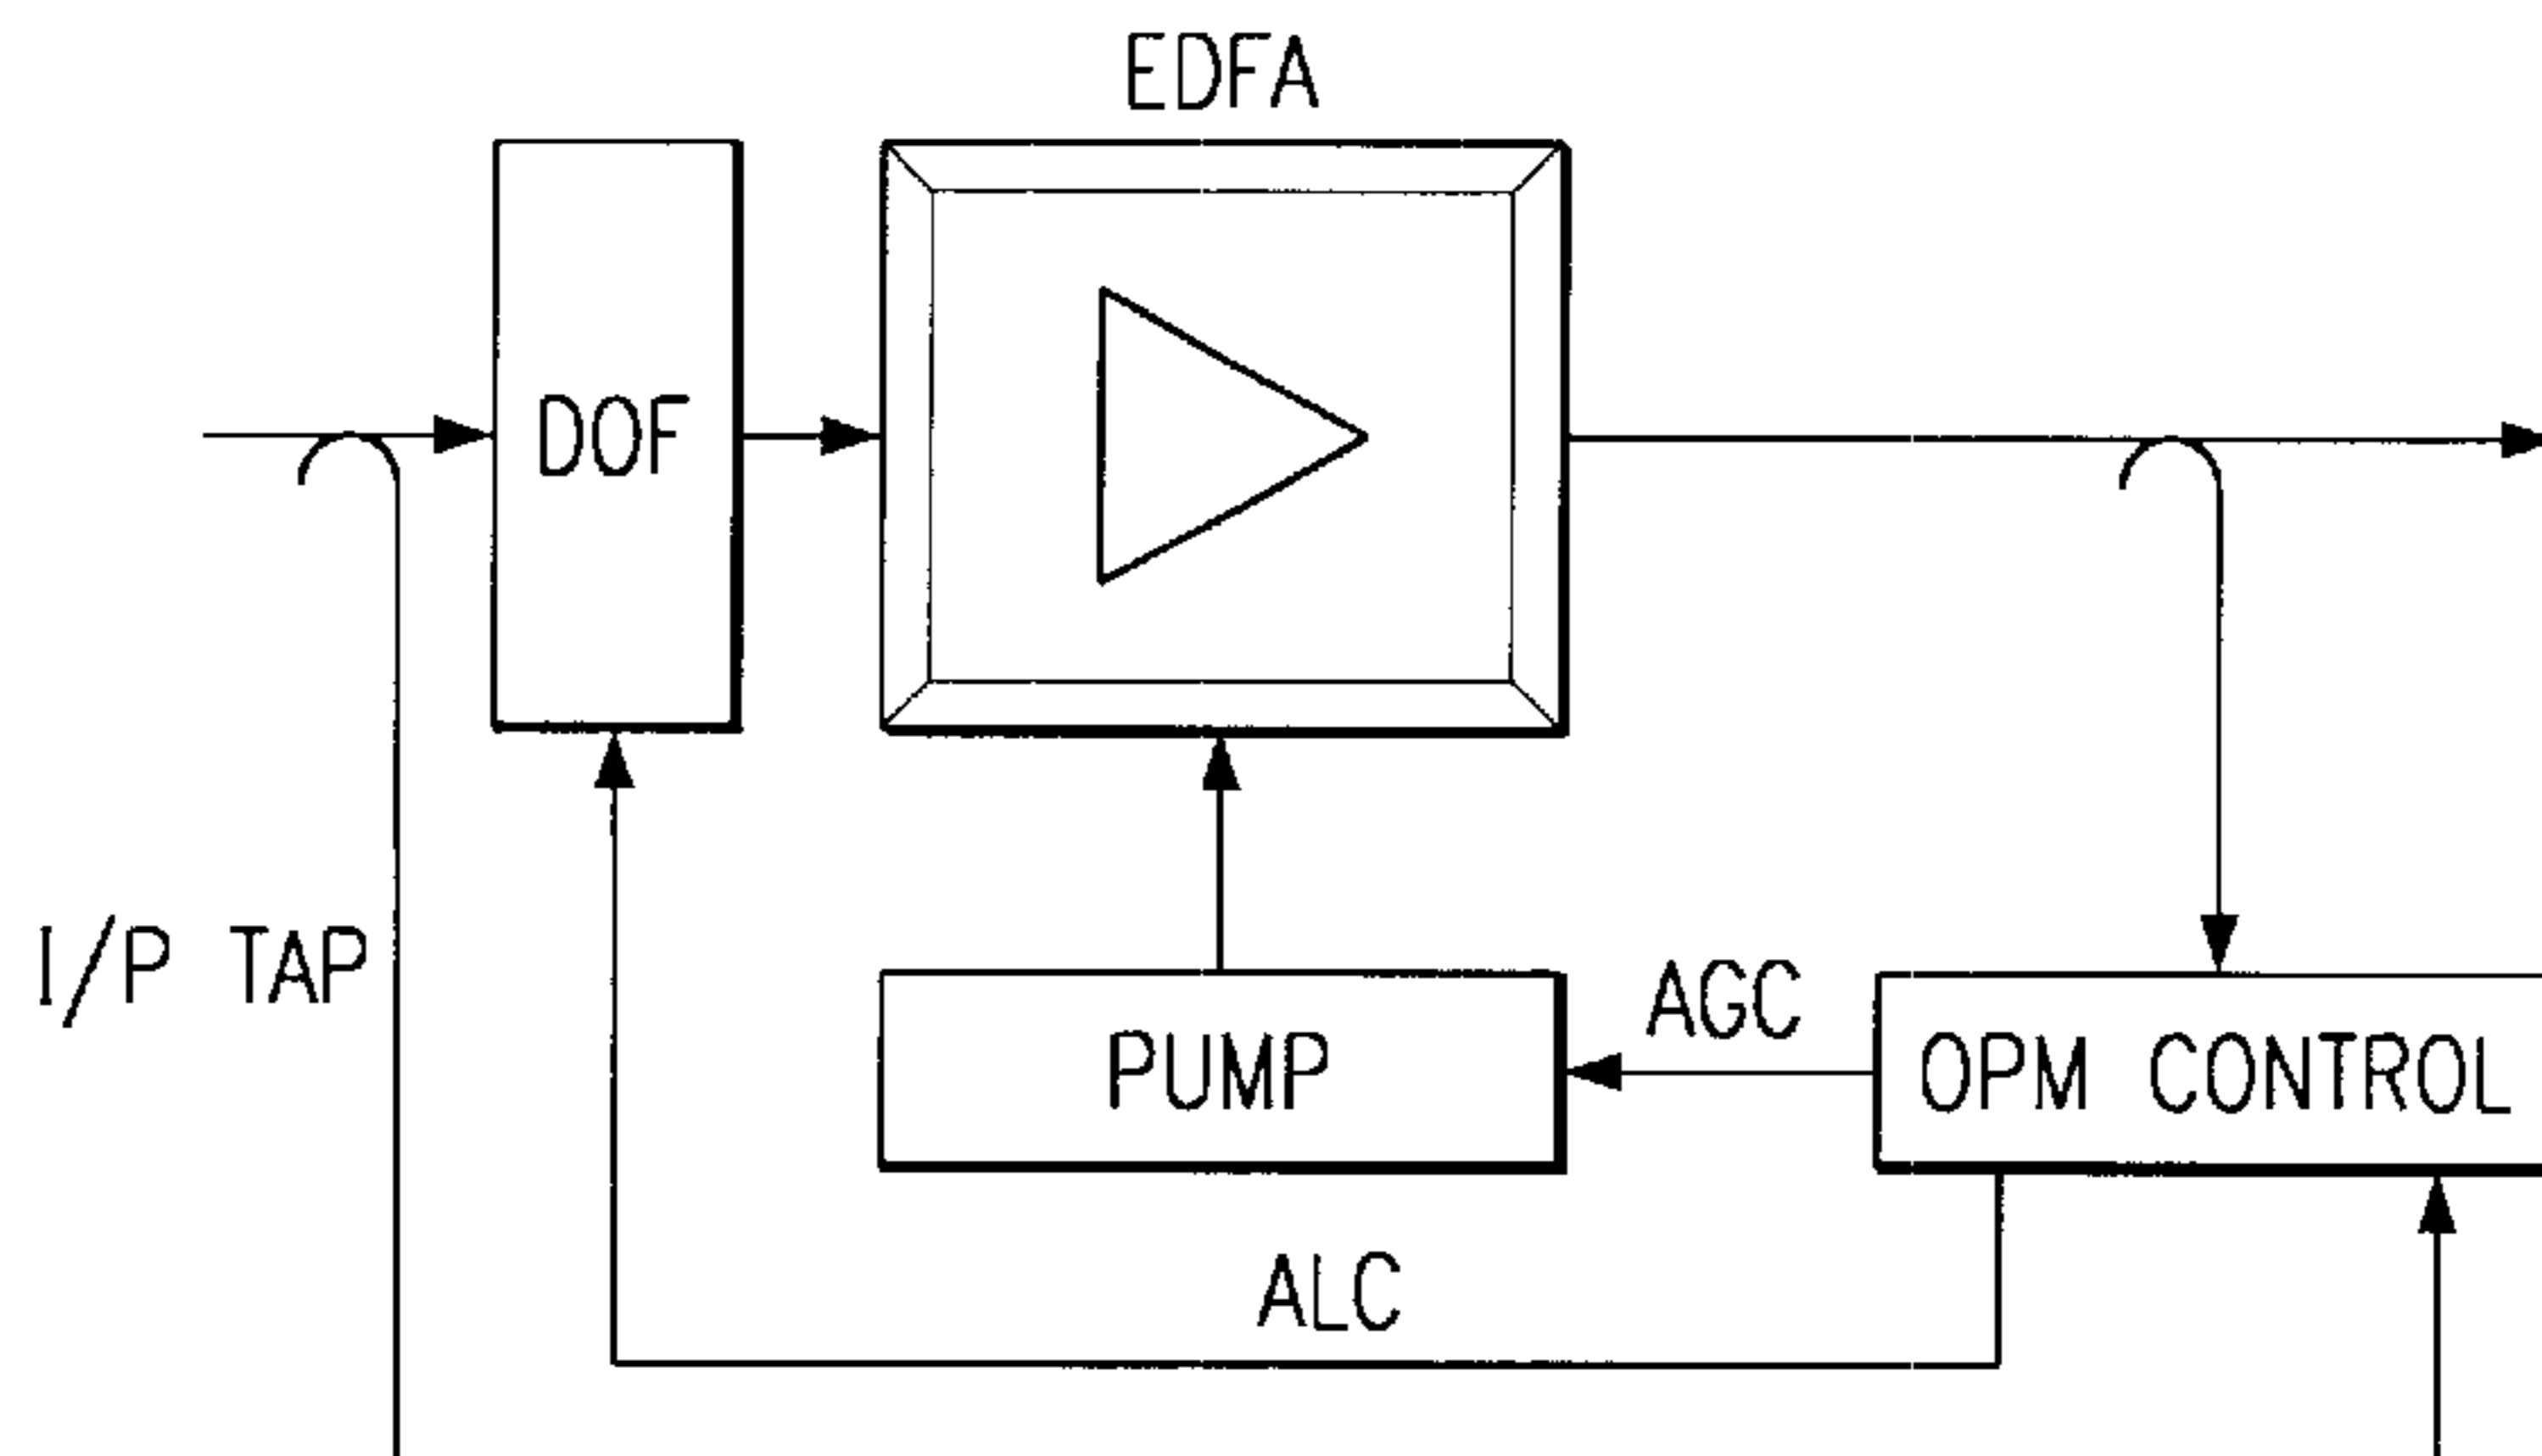 EDFA
DOF
I/P TAP
AGC
PUMP
OPM CONTROL
ALC